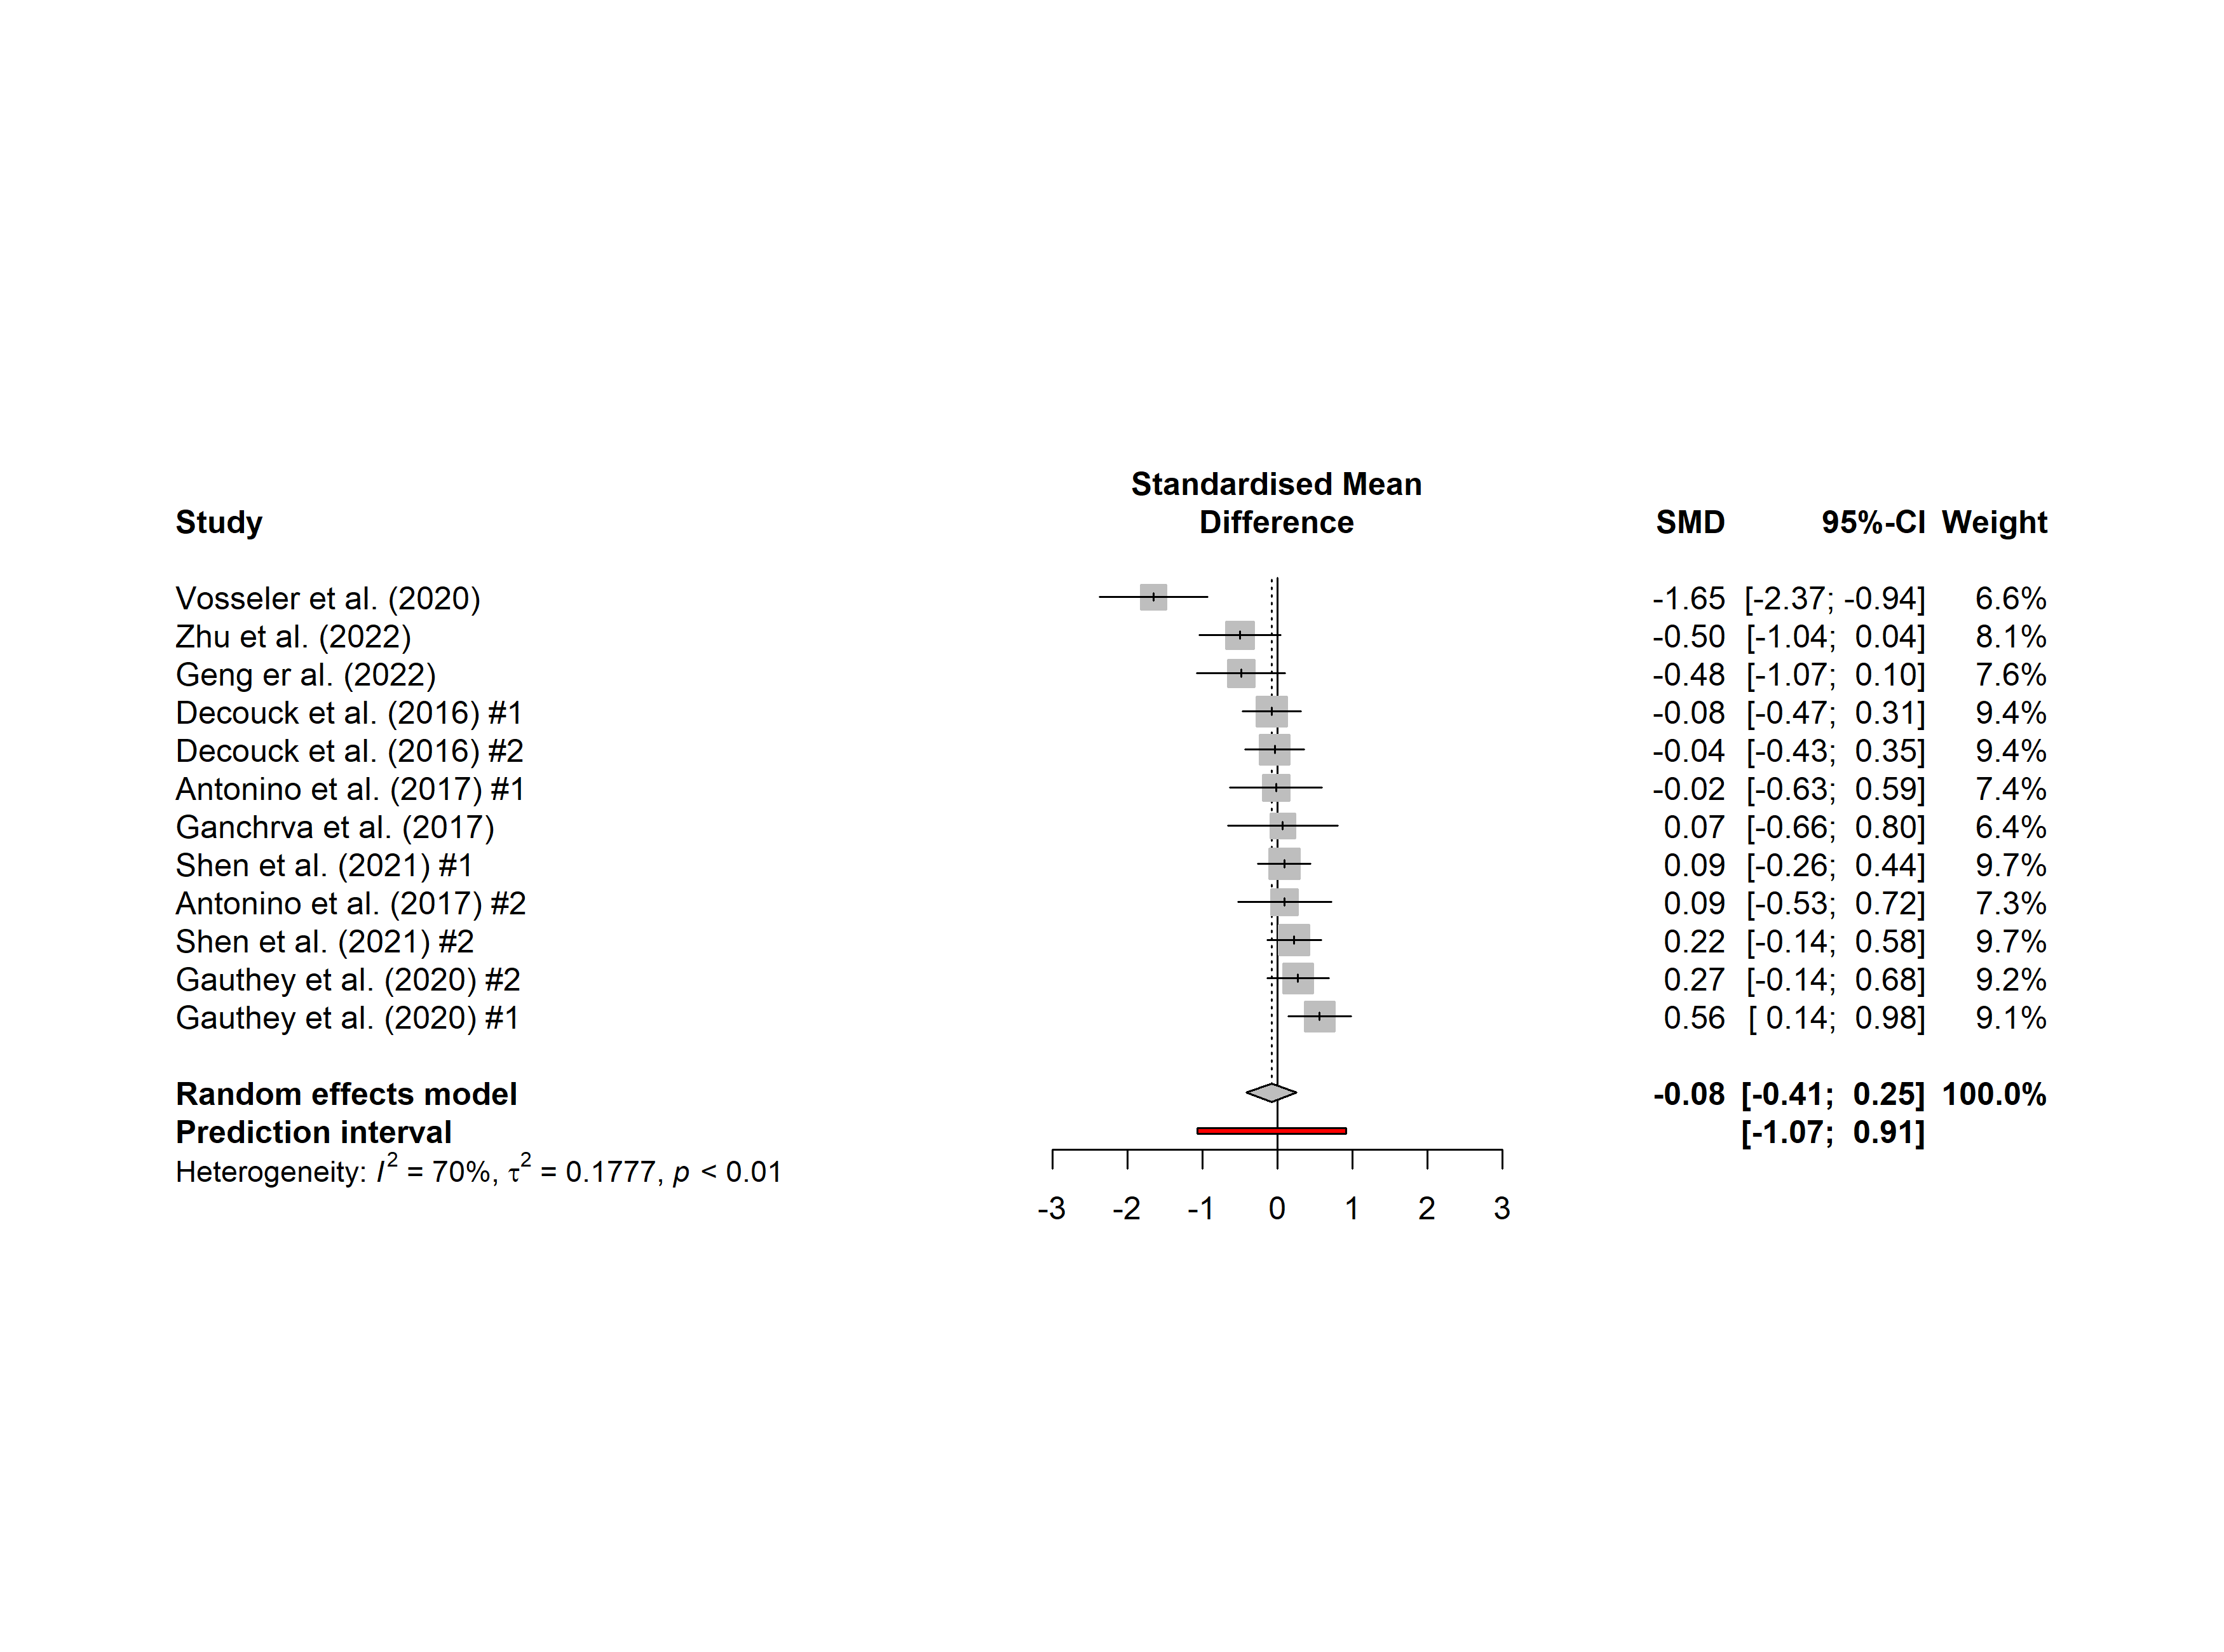 Standardised Mean
Study Difference SMD 95%-CI Weight
Vosseler et al. (2020) -1.65 [-2.37; -0.94] 6.6%
Zhu et al. (2022) -0.50 [-1.04; 0.04] 8.1%
Geng er al. (2022) -0.48 [-1.07; 0.10] 7.6%
Decouck et al. (2016) #1 -0.08 [-0.47; 0.31] 9.4%
Decouck et al. (2016) #2 -0.04 [-0.43; 0.35] 9.4%
Antonino et al. (2017) #1 -0.02 [-0.63; 0.59] 7.4%
Ganchrva et al. (2017) 0.07 [-0.66; 0.80] 6.4%
Shen et al. (2021) #1 0.09 [-0.26; 0.44] 9.7%
Antonino et al. (2017) #2 0.09 [-0.53; 0.72] 7.3%
Shen et al. (2021) #2 0.22 [-0.14; 0.58] 9.7%
Gauthey et al. (2020) #2 0.27 [-0.14; 0.68] 9.2%
Gauthey et al. (2020) #1 0.56 [ 0.14; 0.98] 9.1%
Random effects model -0.08 [-0.41; 0.25] 100.0%
Prediction interval [-1.07; 0.91]
Heterogeneity: I² = 70%, τ² = 0.1777, p < 0.01
-3 -2 -1 0 1 2 3